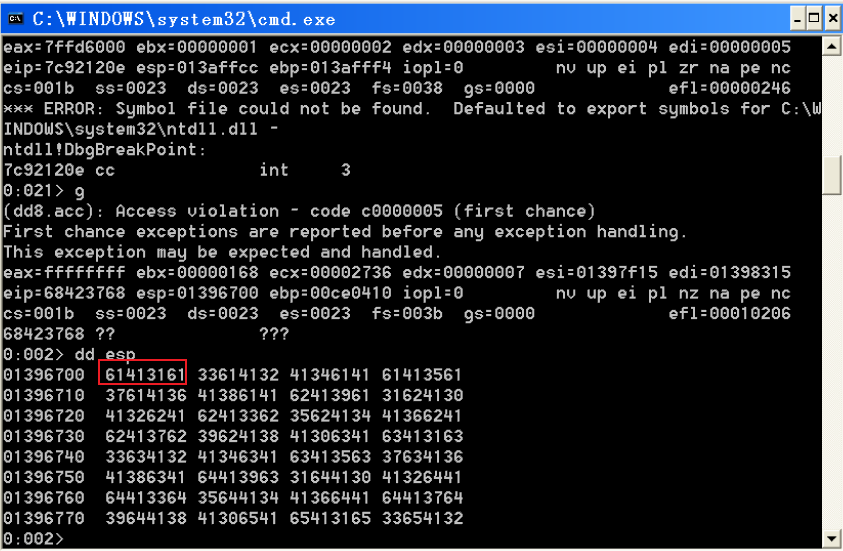 C:\WINDOWS\system32\cmd.exe
eax=7ffd6000 ebx=00000001 ecx=00000002 edx=00000003 esi=00000004 edi=00000005
eip=7c92120e esp=013affcc ebp=013afff4 iopl=0 nv up ei pl zr na pe nc
cs=001b ss=0023 ds=0023 es=0023 fs=0038 gs=0000 efl=00000246
*** ERROR: Symbol file could not be found. Defaulted to export symbols for C:\W
INDOWS\system32\ntdll.dll -
ntdll!DbgBreakPoint:
7c92120e cc int 3
0:021> g
(dd8.acc): Access violation - code c0000005 (first chance)
First chance exceptions are reported before any exception handling.
This exception may be expected and handled.
eax=ffffffff ebx=00000168 ecx=00002736 edx=00000007 esi=01397f15 edi=01398315
eip=68423768 esp=01396700 ebp=00ce0410 iopl=0 nv up ei pl nz na pe nc
cs=001b ss=0023 ds=0023 es=0023 fs=003b gs=0000 efl=00010206
68423768 ?? ???
0:002> dd esp
01396700 61413161 33614132 41346141 61413561
01396710 37614136 41386141 62413961 31624130
01396720 41326241 62413362 35624134 41366241
01396730 62413762 39624138 41306341 63413163
01396740 33634132 41346341 63413563 37634136
01396750 41386341 64413963 31644130 41326441
01396760 64413364 35644134 41366441 64413764
01396770 39644138 41306541 65413165 33654132
0:002>